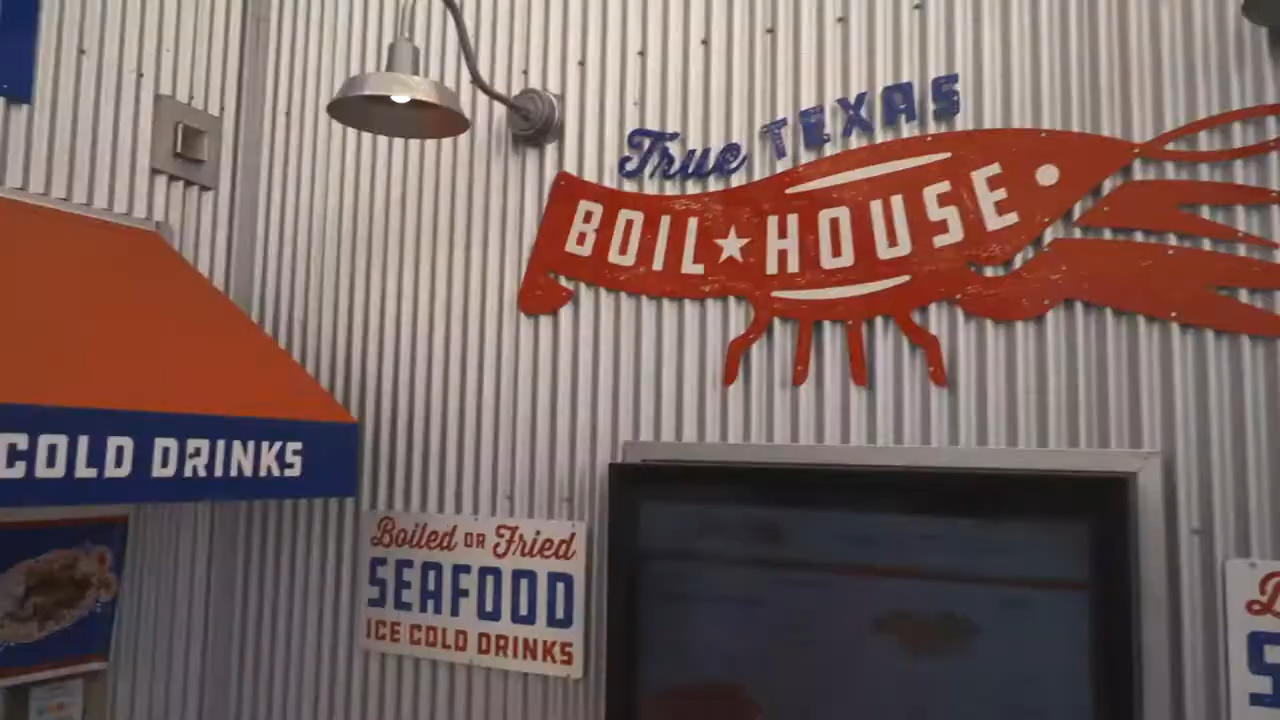 True TEXAS
BOIL★HOUSE
COLD DRINKS
Boiled OR Fried
SEAFOOD
ICE COLD DRINKS